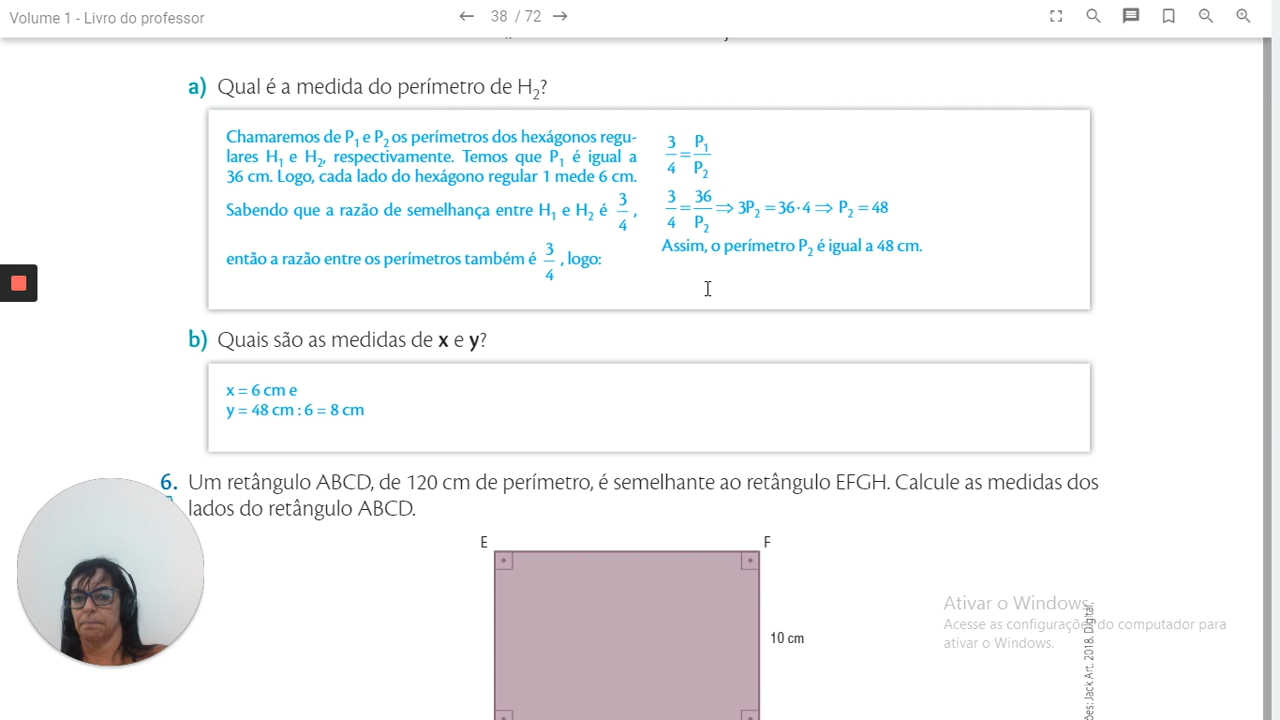 Volume 1 - Livro do professor
38 / 72
a) Qual é a medida do perímetro de H₂?
Chamaremos de P₁ e P₂ os perímetros dos hexágonos regu-
lares H₁ e H₂, respectivamente. Temos que P₁ é igual a
36 cm. Logo, cada lado do hexágono regular 1 mede 6 cm.
Sabendo que a razão de semelhança entre H₁ e H₂ é 3/4,
então a razão entre os perímetros também é 3/4, logo:
3/4 = P₁/P₂
3/4 = 36/P₂ ⇒ 3P₂ = 36·4 ⇒ P₂ = 48
Assim, o perímetro P₂ é igual a 48 cm.
b) Quais são as medidas de x e y?
x = 6 cm e
y = 48 cm : 6 = 8 cm
6. Um retângulo ABCD, de 120 cm de perímetro, é semelhante ao retângulo EFGH. Calcule as medidas dos
lados do retângulo ABCD.
E F
10 cm
Ativar o Windows
Acesse as configurações do computador para
ativar o Windows.
Jack Art. 2018. Digital.